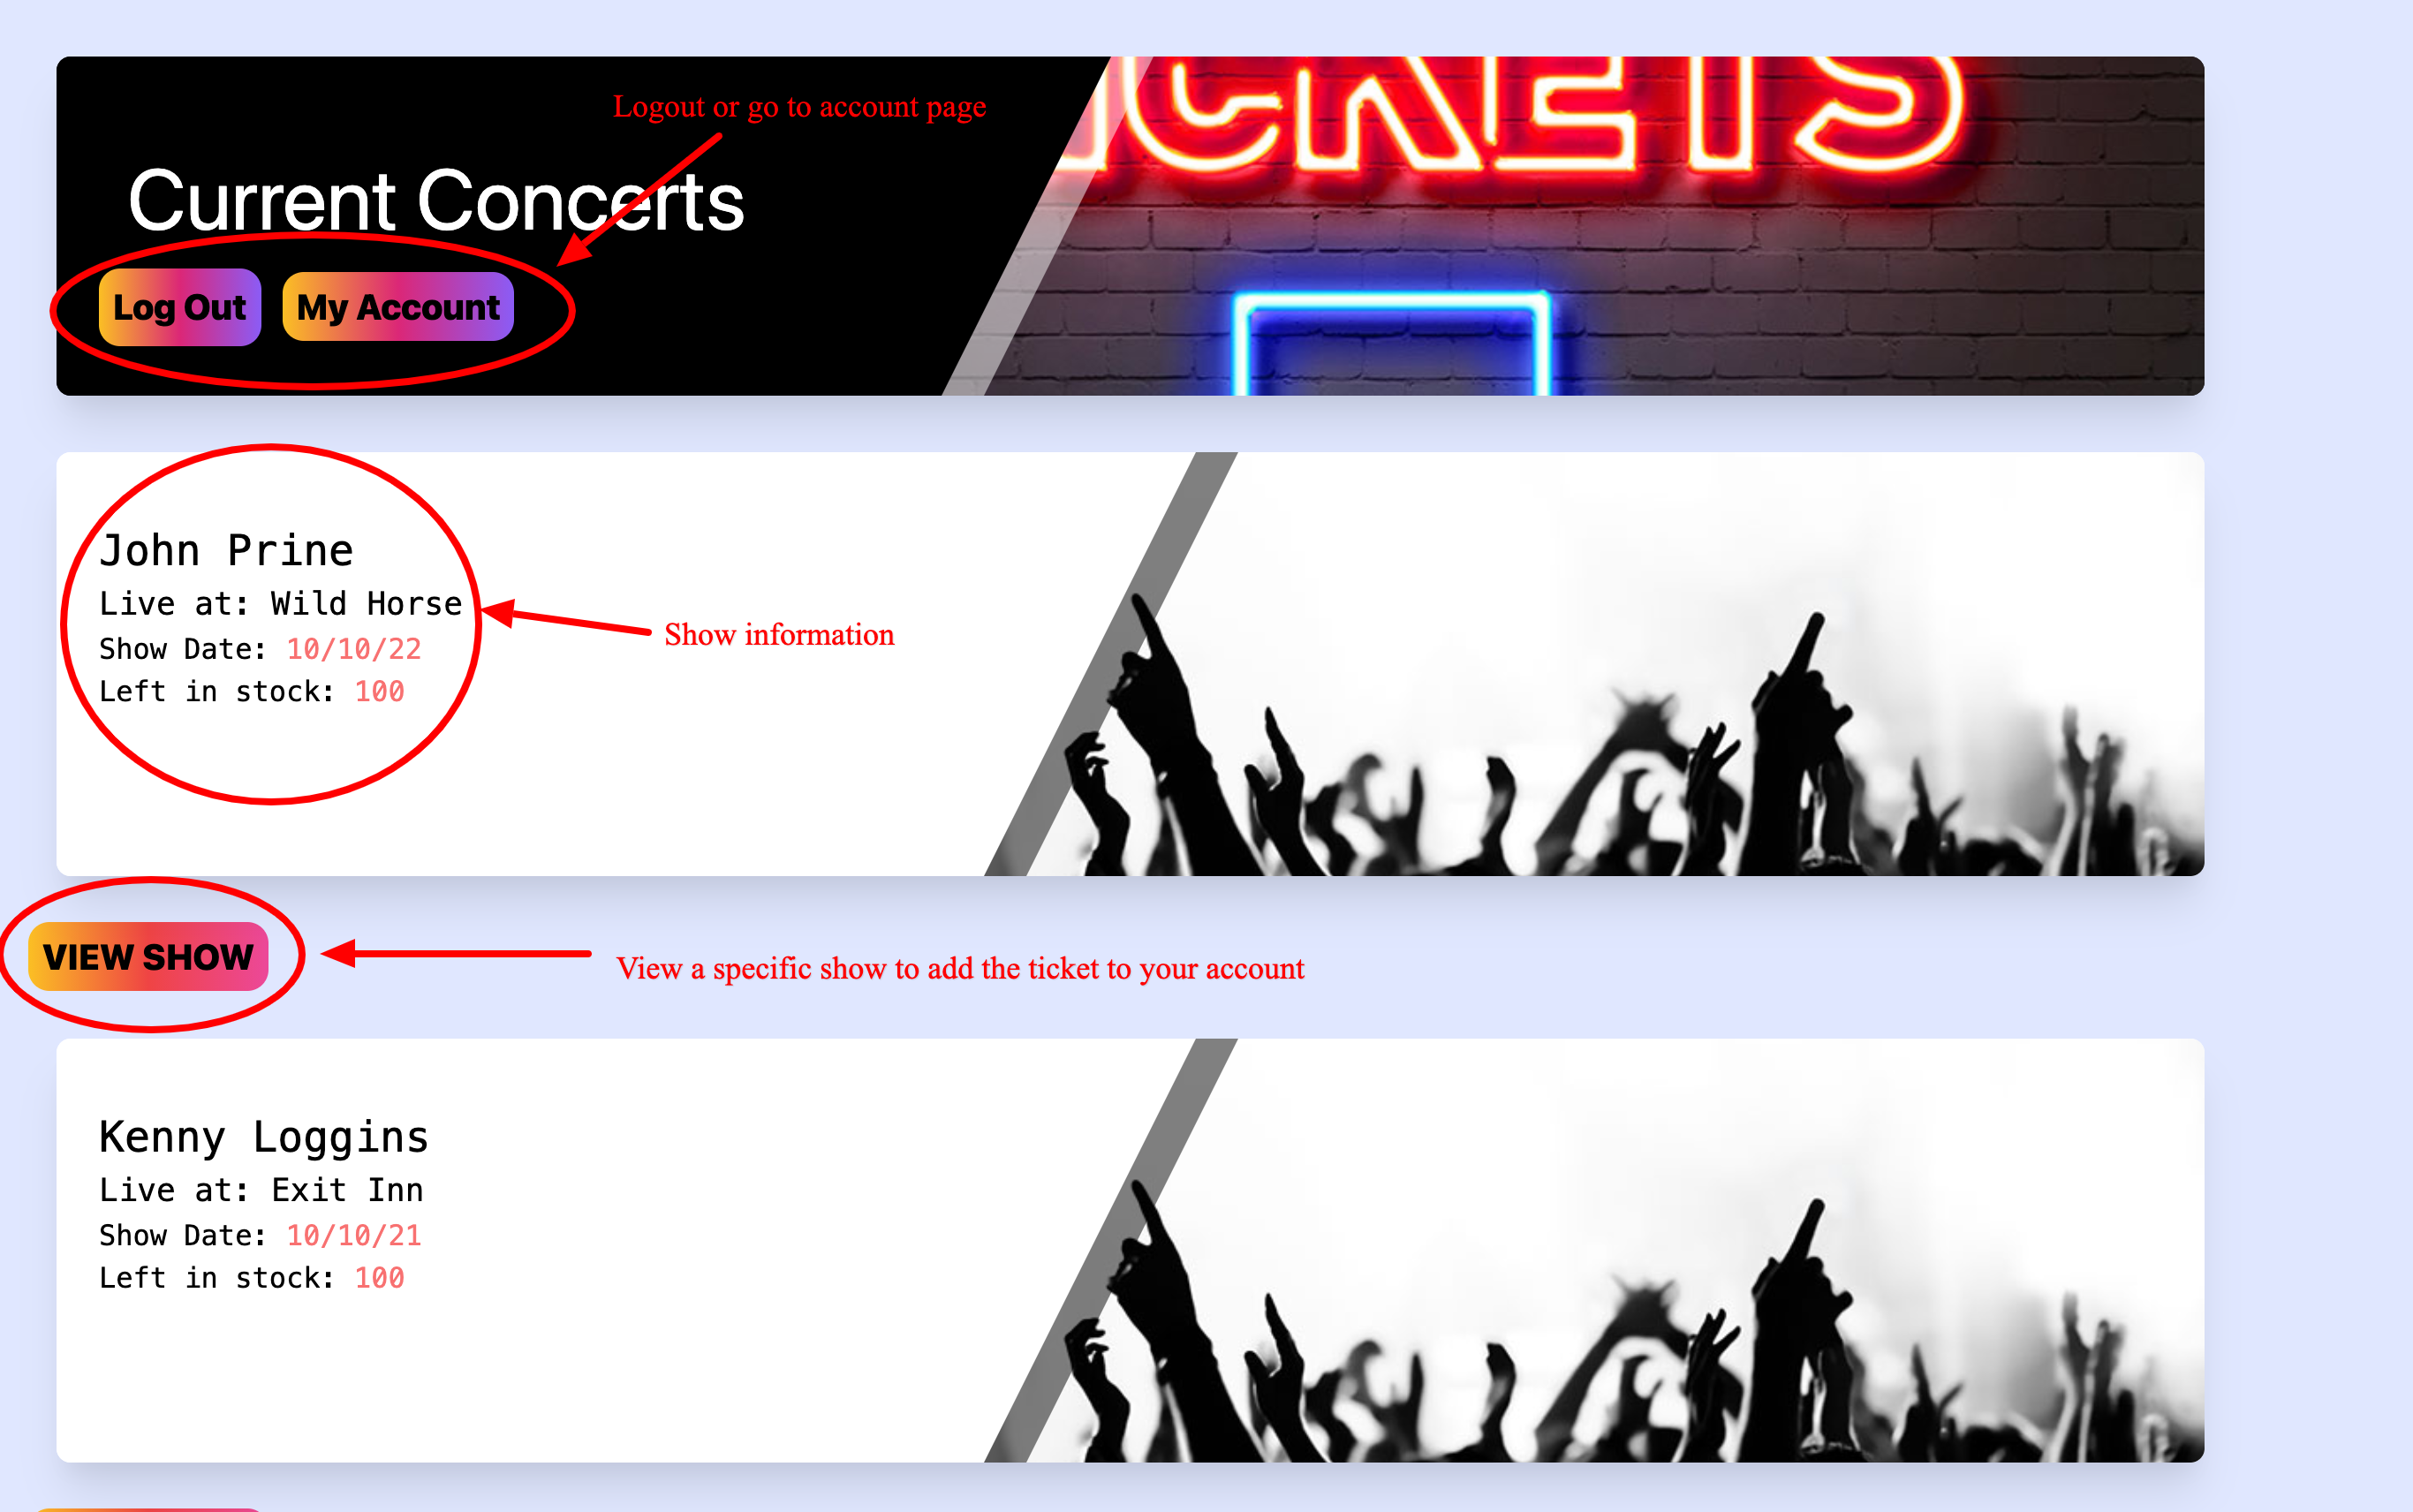 Logout or go to account page
ICKETS
Current Concerts
Log Out My Account
John Prine
Live at: Wild Horse
Show Date: 10/10/22
Left in stock: 100
Show information
VIEW SHOW
View a specific show to add the ticket to your account
Kenny Loggins
Live at: Exit Inn
Show Date: 10/10/21
Left in stock: 100